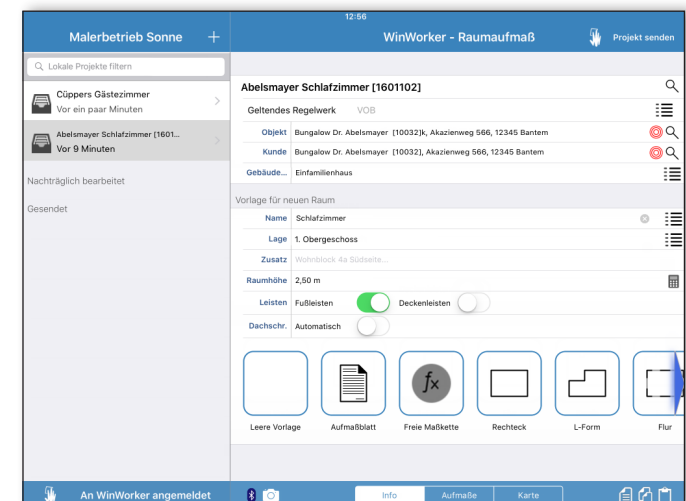 12:56
Malerbetrieb Sonne +
WinWorker - Raumaufmaß
Projekt senden
Lokale Projekte filtern
Cüppers Gästezimmer
Vor ein paar Minuten
Abelsmayer Schlafzimmer [1601...
Vor 9 Minuten
Nachträglich bearbeitet
Gesendet
Abelsmayer Schlafzimmer [1601102]
Geltendes Regelwerk VOB
Objekt Bungalow Dr. Abelsmayer [10032]k, Akazienweg 566, 12345 Bantem
Kunde Bungalow Dr. Abelsmayer [10032], Akazienweg 566, 12345 Bantem
Gebäude... Einfamilienhaus
Vorlage für neuen Raum
Name Schlafzimmer
Lage 1. Obergeschoss
Zusatz Wohnblock 4a Südseite...
Raumhöhe 2,50 m
Leisten Fußleisten Deckenleisten
Dachschr. Automatisch
fx
Leere Vorlage Aufmaßblatt Freie Maßkette Rechteck L-Form Flur
An WinWorker angemeldet
Info Aufmaße Karte